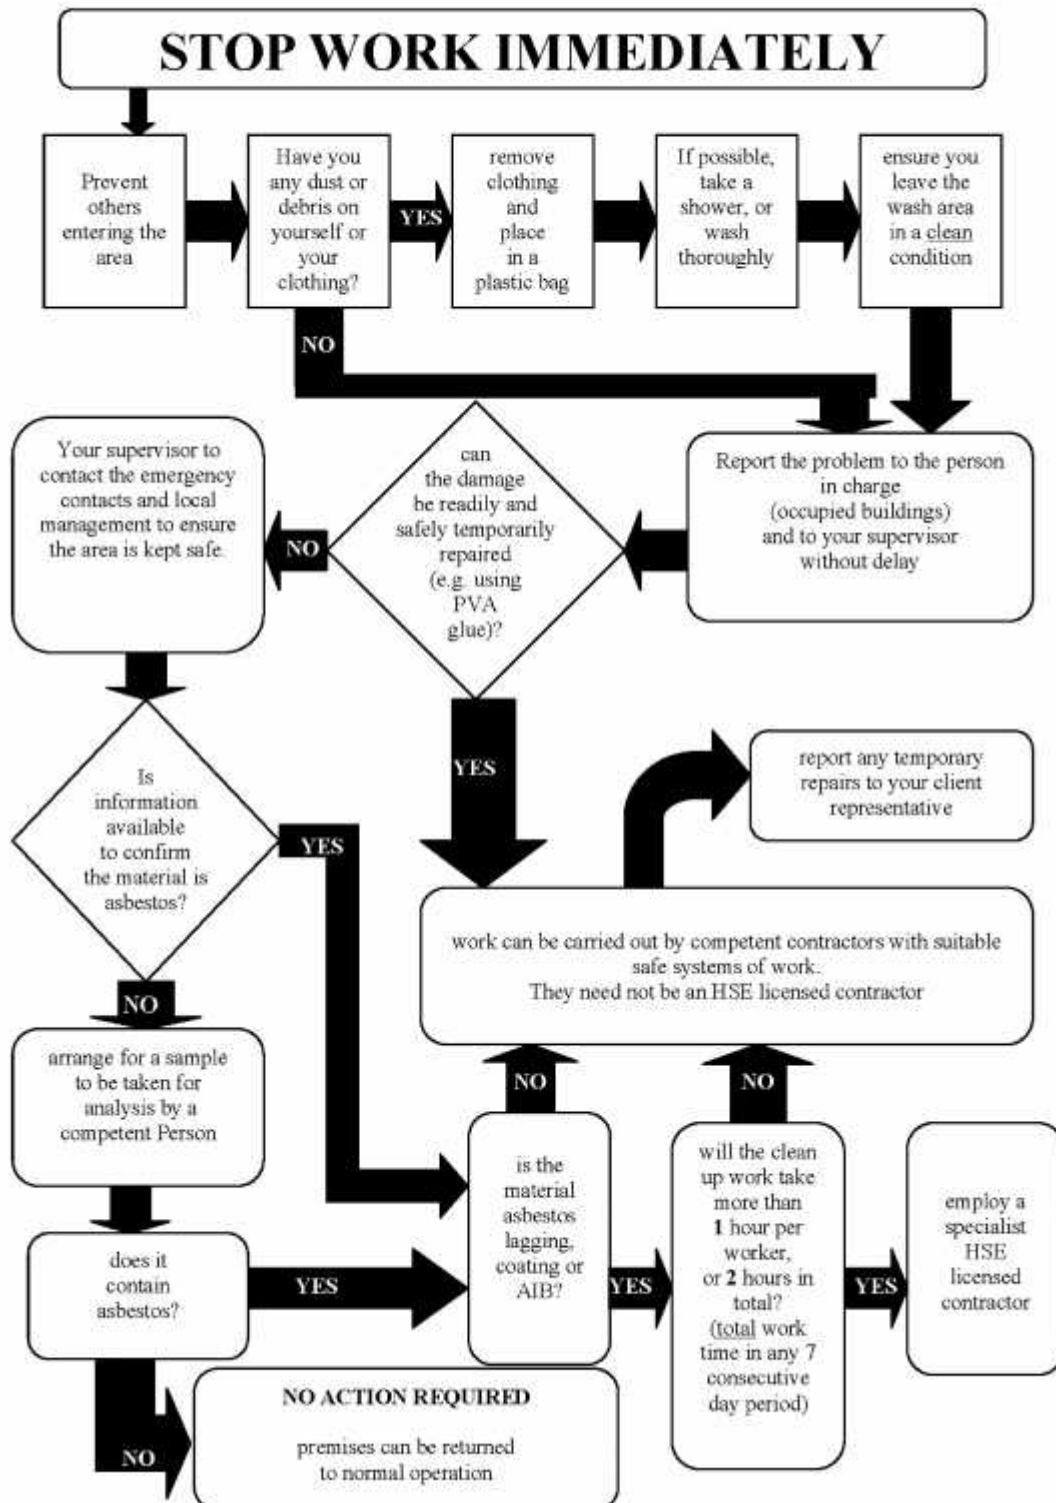 STOP WORK IMMEDIATELY
Prevent
others
entering the
area
Have you
any dust or
debris on
yourself or
your
clothing?
YES
remove
clothing
and
place
in a
plastic bag
If possible,
take a
shower, or
wash
thoroughly
ensure you
leave the
wash area
in a clean
condition
NO
Report the problem to the person
in charge
(occupied buildings)
and to your supervisor
without delay
can
the damage
be readily and
safely temporarily
repaired
(e.g. using
PVA
glue)?
NO
Your supervisor to
contact the emergency
contacts and local
management to ensure
the area is kept safe.
YES
report any temporary
repairs to your client
representative
Is
information
available
to confirm
the material is
asbestos?
YES
work can be carried out by competent contractors with suitable
safe systems of work.
They need not be an HSE licensed contractor
NO
arrange for a sample
to be taken for
analysis by a
competent Person
NO
NO
does it
contain
asbestos?
YES
is the
material
asbestos
lagging,
coating or
AIB?
YES
will the clean
up work take
more than
1 hour per
worker,
or 2 hours in
total?
(total work
time in any 7
consecutive
day period)
YES
employ a
specialist
HSE
licensed
contractor
NO
NO ACTION REQUIRED
premises can be returned
to normal operation